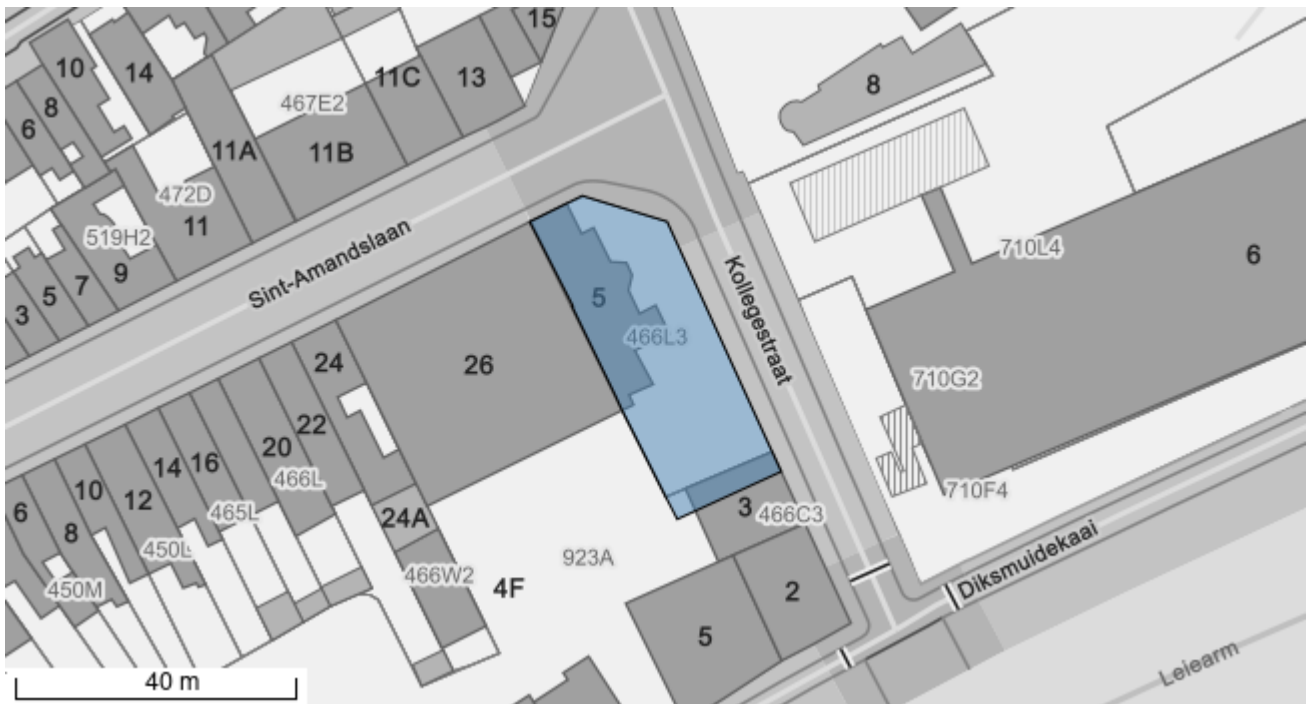 15
10
14
11C
13
8
8
467E2
6
11A
11B
472D
11
519H2
Sint-Amandslaan
710L4
6
9
7
5
3
5
Kollegestraat
466L3
24
26
710G2
22
20
16
14
466L
10
12
710F4
6
8
465L
24A
3
466C3
450L
923A
466W2
4F
450M
2
Diksmuidekaai
5
Leiearm
40 m